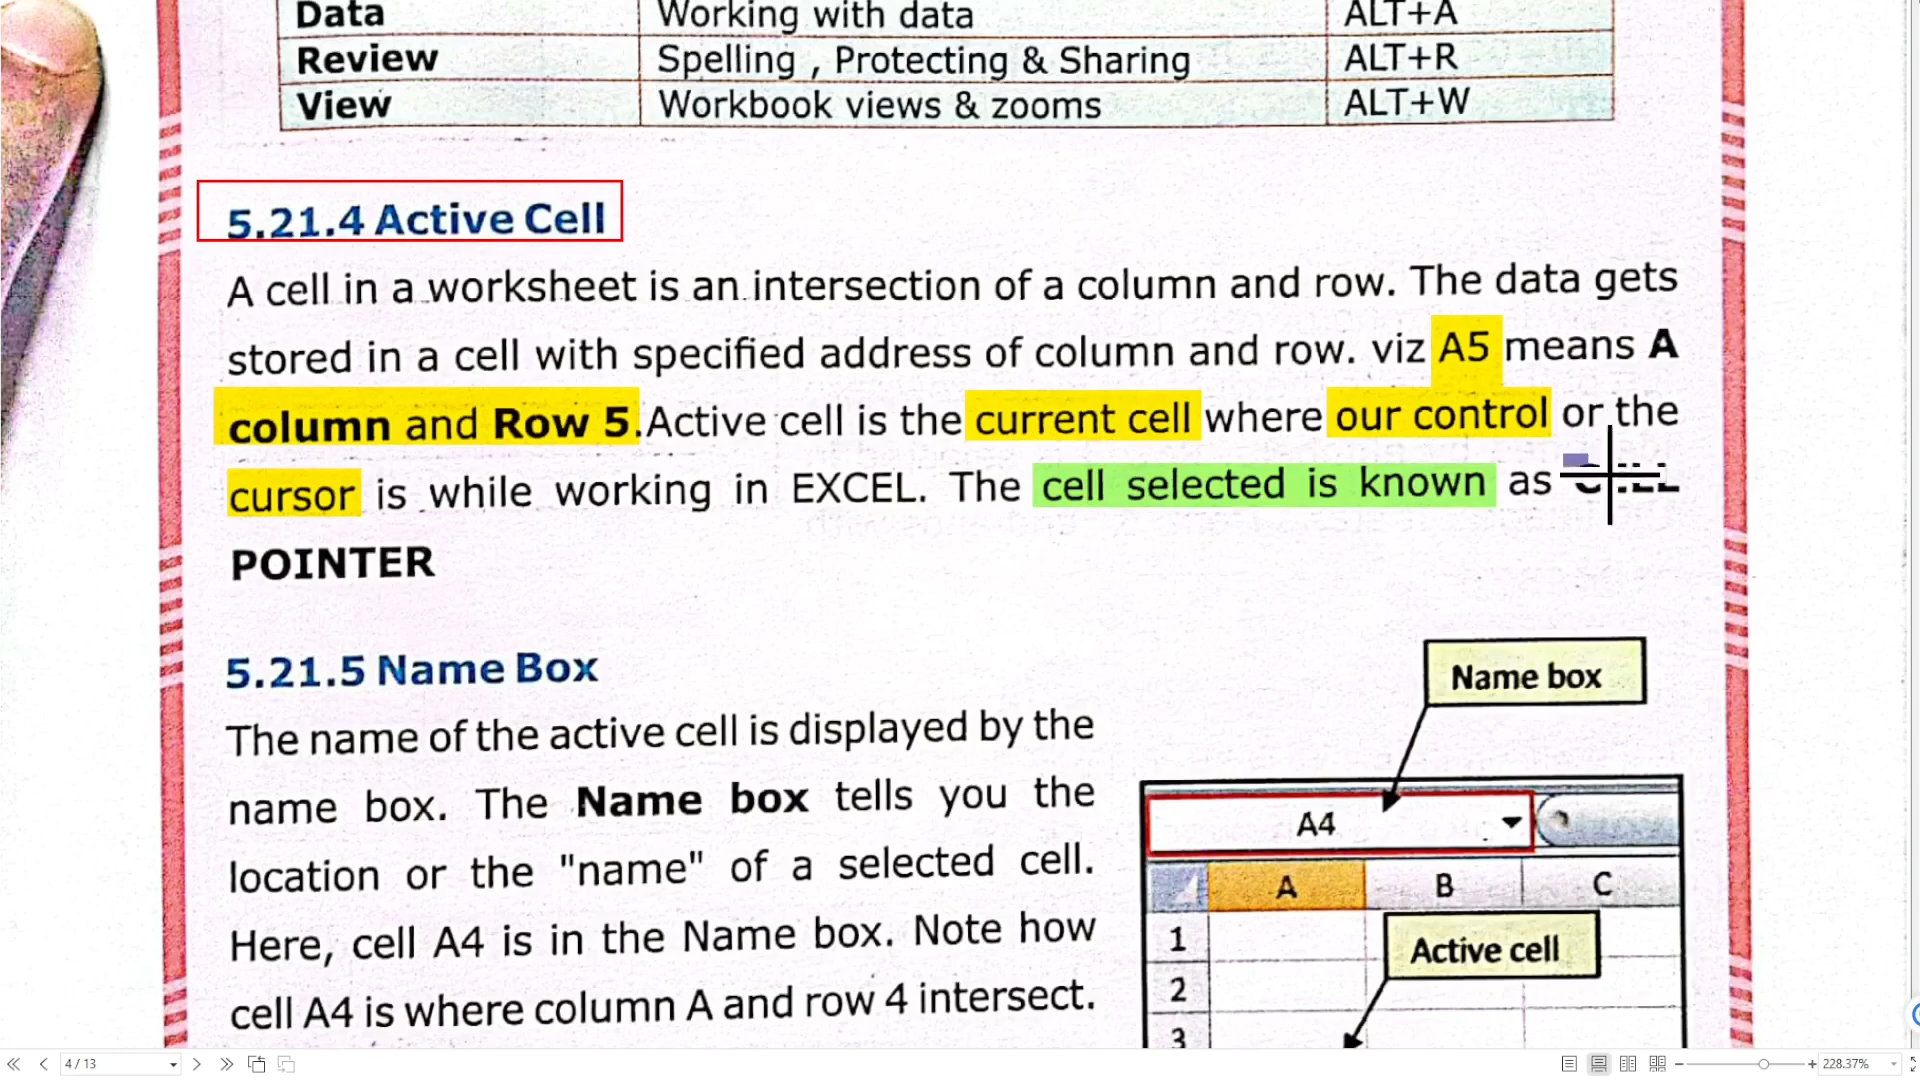 Data Working with data ALT+A
Review Spelling , Protecting & Sharing ALT+R
View Workbook views & zooms ALT+W
5.21.4 Active Cell
A cell in a worksheet is an intersection of a column and row. The data gets
stored in a cell with specified address of column and row. viz A5 means A
column and Row 5.Active cell is the current cell where our control or the
cursor is while working in EXCEL. The cell selected is known as
POINTER
5.21.5 Name Box
The name of the active cell is displayed by the
name box. The Name box tells you the
location or the "name" of a selected cell.
Here, cell A4 is in the Name box. Note how
cell A4 is where column A and row 4 intersect.
Name box
A4
A B C
1
Active cell
2
3
4 / 13
228.37%